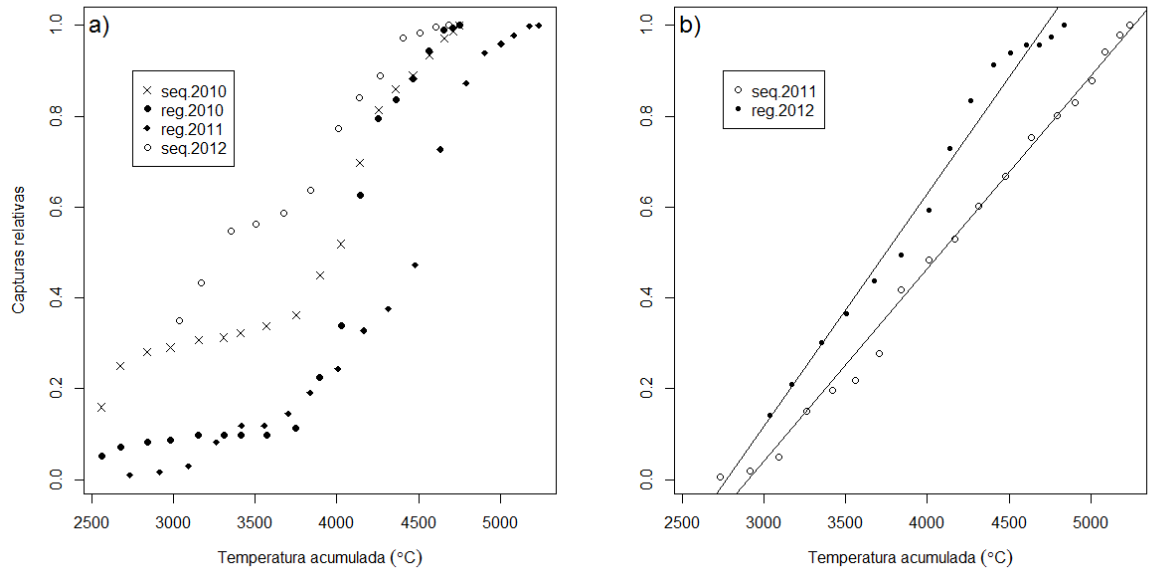 a)
seq.2010
reg.2010
reg.2011
seq.2012
Capturas relativas
0.0
0.2
0.4
0.6
0.8
1.0
2500 3000 3500 4000 4500 5000
Temperatura acumulada (°C)
b)
seq.2011
reg.2012
0.0
0.2
0.4
0.6
0.8
1.0
2500 3000 3500 4000 4500 5000
Temperatura acumulada (°C)